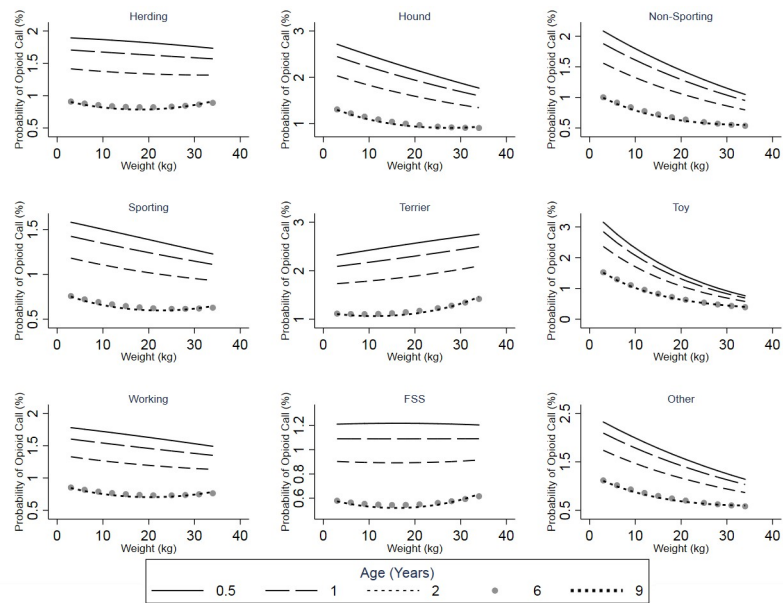 Herding
Probability of Opioid Call (%)
0.5 1 1.5 2
0 10 20 30 40
Weight (kg)
Hound
Probability of Opioid Call (%)
1 2 3
0 10 20 30 40
Weight (kg)
Non-Sporting
Probability of Opioid Call (%)
0.5 1 1.5 2
0 10 20 30 40
Weight (kg)
Sporting
Probability of Opioid Call (%)
0.5 1 1.5
0 10 20 30 40
Weight (kg)
Terrier
Probability of Opioid Call (%)
1 2 3
0 10 20 30 40
Weight (kg)
Toy
Probability of Opioid Call (%)
0 1 2 3
0 10 20 30 40
Weight (kg)
Working
Probability of Opioid Call (%)
0.5 1 1.5 2
0 10 20 30 40
Weight (kg)
FSS
Probability of Opioid Call (%)
0.6 0.8 1 1.2
0 10 20 30 40
Weight (kg)
Other
Probability of Opioid Call (%)
0.5 1.5 2.5
0 10 20 30 40
Weight (kg)
Age (Years)
0.5 1 2 6 9